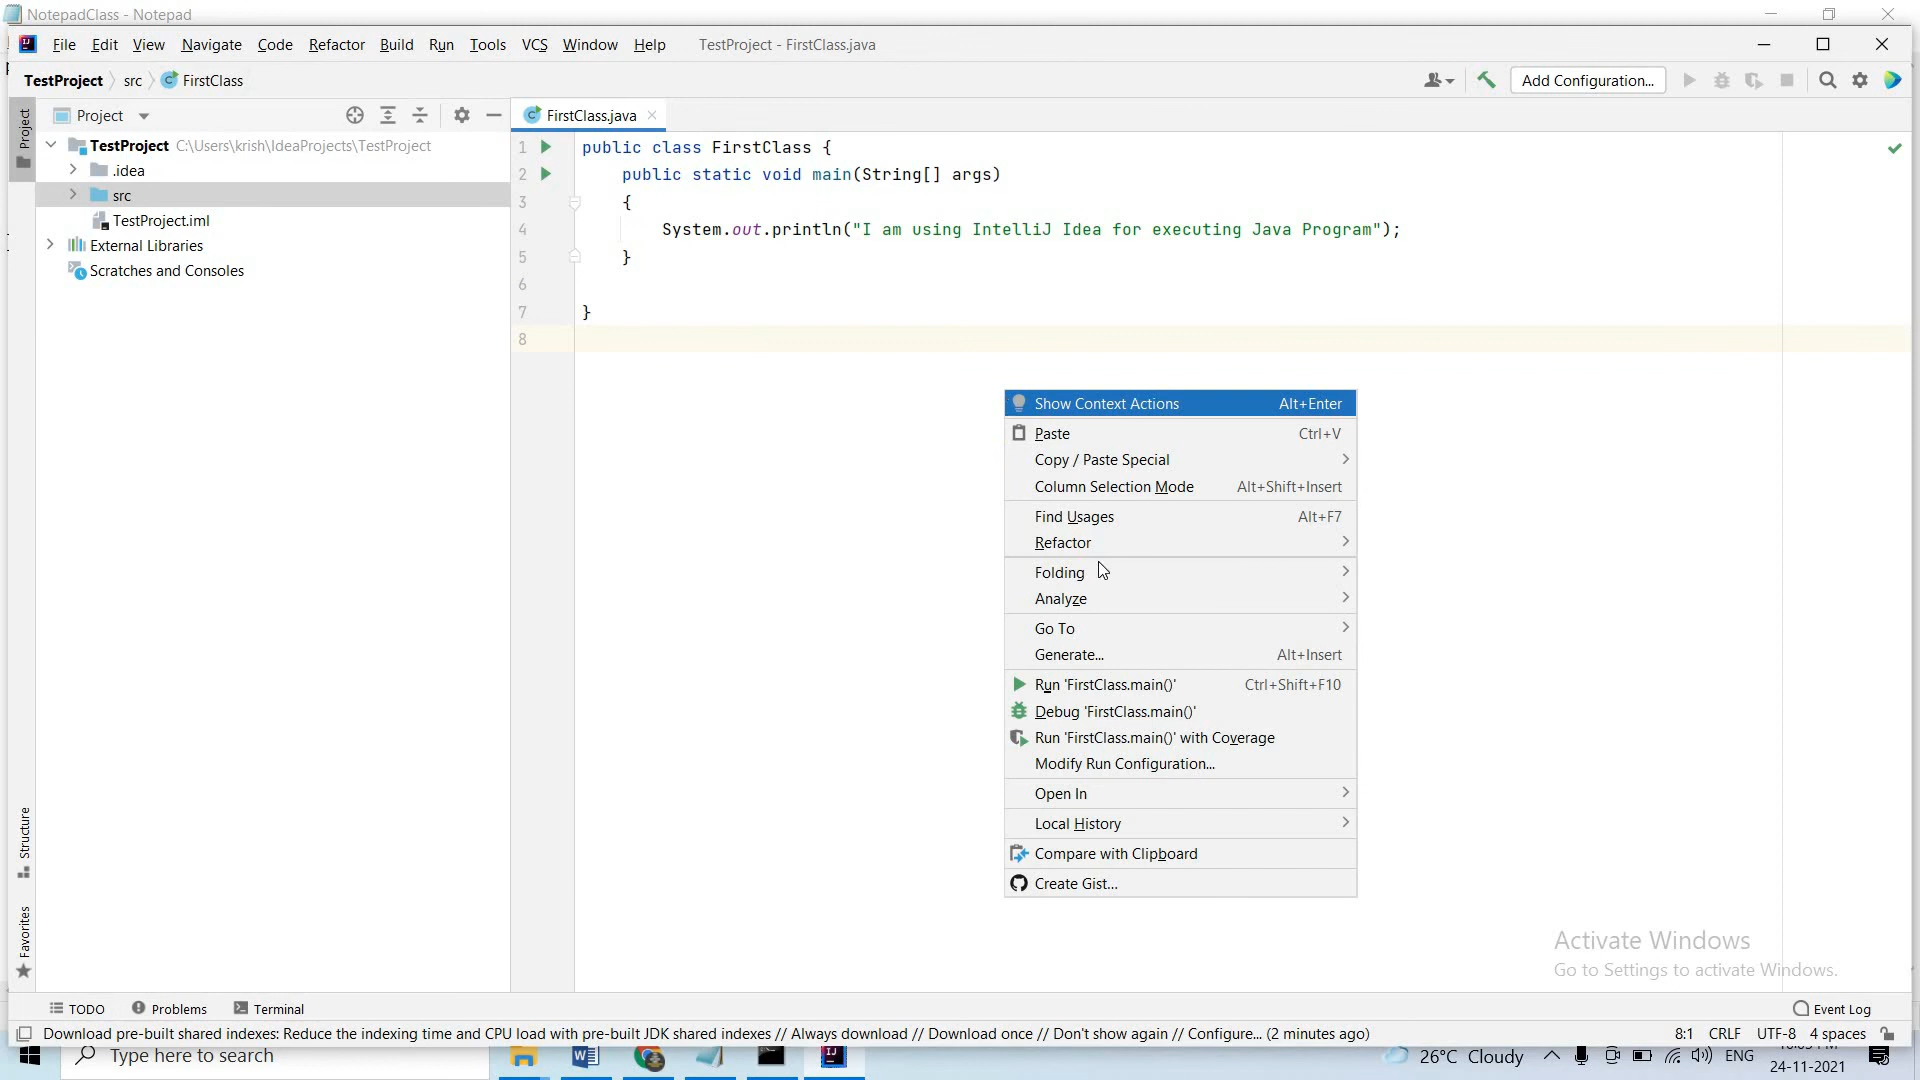 NotepadClass - Notepad
File Edit View Navigate Code Refactor Build Run Tools VCS Window Help TestProject - FirstClass.java
TestProject src FirstClass Add Configuration...
Project
Project
FirstClass.java
TestProject C:\Users\krish\IdeaProjects\TestProject
.idea
src
TestProject.iml
External Libraries
Scratches and Consoles
1 public class FirstClass {
2 public static void main(String[] args)
3 {
4 System.out.println("I am using IntelliJ Idea for executing Java Program");
5 }
6
7 }
8
Show Context Actions Alt+Enter
Paste Ctrl+V
Copy / Paste Special
Column Selection Mode Alt+Shift+Insert
Find Usages Alt+F7
Refactor
Folding
Analyze
Go To
Generate... Alt+Insert
Run 'FirstClass.main()' Ctrl+Shift+F10
Debug 'FirstClass.main()'
Run 'FirstClass.main()' with Coverage
Modify Run Configuration...
Open In
Local History
Compare with Clipboard
Create Gist...
Structure
Favorites
Activate Windows
Go to Settings to activate Windows.
TODO Problems Terminal Event Log
Download pre-built shared indexes: Reduce the indexing time and CPU load with pre-built JDK shared indexes // Always download // Download once // Don't show again // Configure... (2 minutes ago) 8:1 CRLF UTF-8 4 spaces
Type here to search 26°C Cloudy ENG
24-11-2021